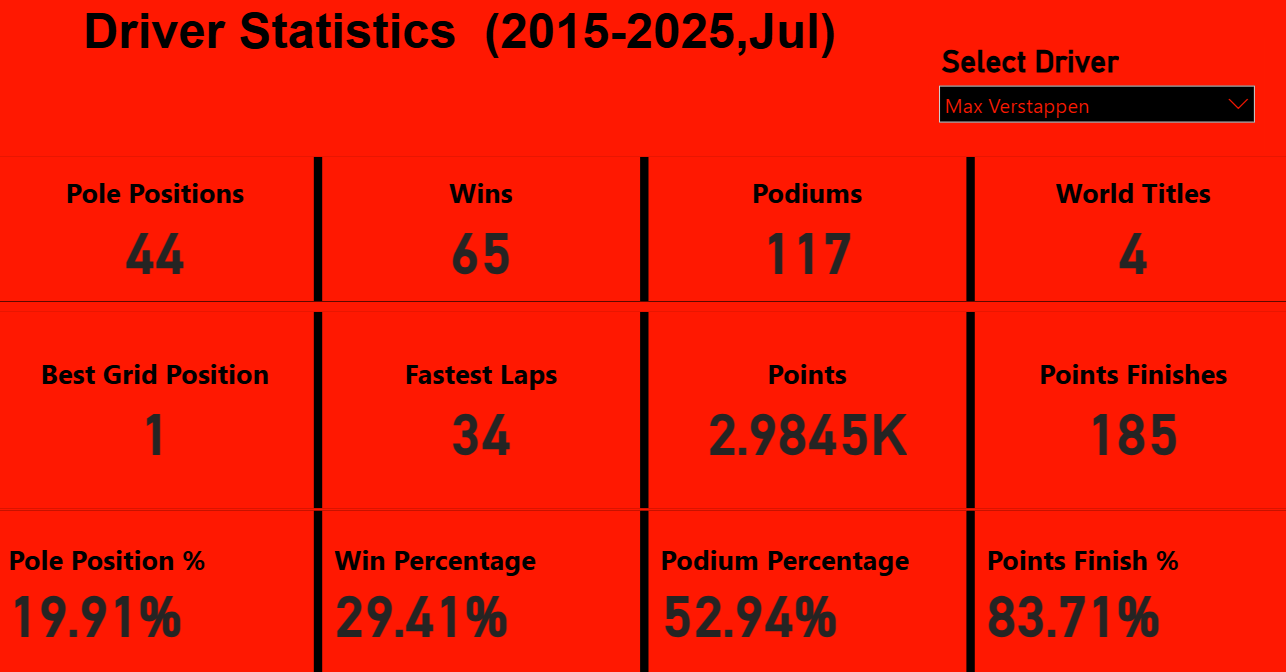 Driver Statistics (2015-2025,Jul)
Select Driver
Max Verstappen
Pole Positions
44
Wins
65
Podiums
117
World Titles
4
Best Grid Position
1
Fastest Laps
34
Points
2.9845K
Points Finishes
185
Pole Position %
19.91%
Win Percentage
29.41%
Podium Percentage
52.94%
Points Finish %
83.71%